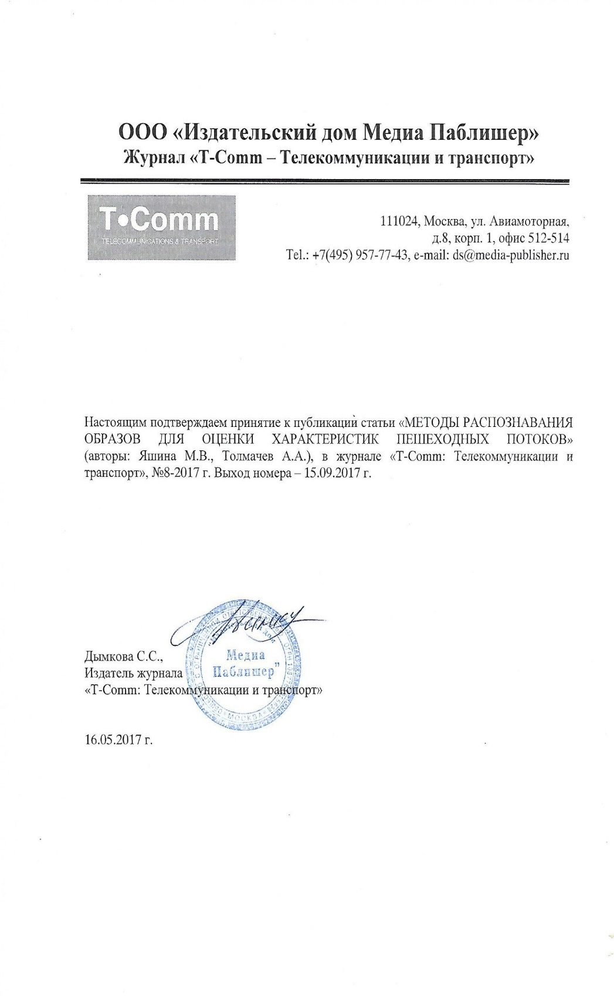 ООО «Издательский дом Медиа Паблишер»
Журнал «T-Comm – Телекоммуникации и транспорт»
T•Comm
TELECOMMUNICATIONS & TRANSPORT
111024, Москва, ул. Авиамоторная,
д.8, корп. 1, офис 512-514
Tel.: +7(495) 957-77-43, e-mail: ds@media-publisher.ru
Настоящим подтверждаем принятие к публикации статьи «МЕТОДЫ РАСПОЗНАВАНИЯ
ОБРАЗОВ ДЛЯ ОЦЕНКИ ХАРАКТЕРИСТИК ПЕШЕХОДНЫХ ПОТОКОВ»
(авторы: Яшина М.В., Толмачев А.А.), в журнале «T-Comm: Телекоммуникации и
транспорт», №8-2017 г. Выход номера – 15.09.2017 г.
Медиа
Паблишер"
МОСКВА
Дымкова С.С.,
Издатель журнала
«T-Comm: Телекоммуникации и транспорт»
16.05.2017 г.